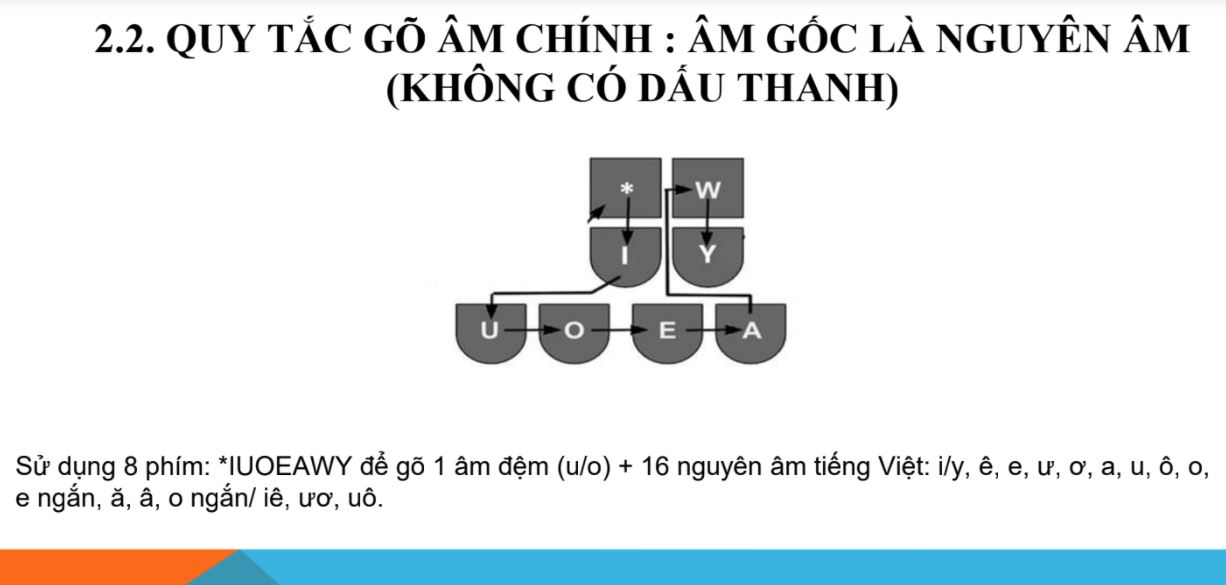 2.2. QUY TẮC GÕ ÂM CHÍNH : ÂM GỐC LÀ NGUYÊN ÂM
(KHÔNG CÓ DẤU THANH)
* W
I Y
U O E A
Sử dụng 8 phím: *IUOEAWY để gõ 1 âm đệm (u/o) + 16 nguyên âm tiếng Việt: i/y, ê, e, ư, ơ, a, u, ô, o,
e ngắn, ă, â, o ngắn/ iê, ươ, uô.